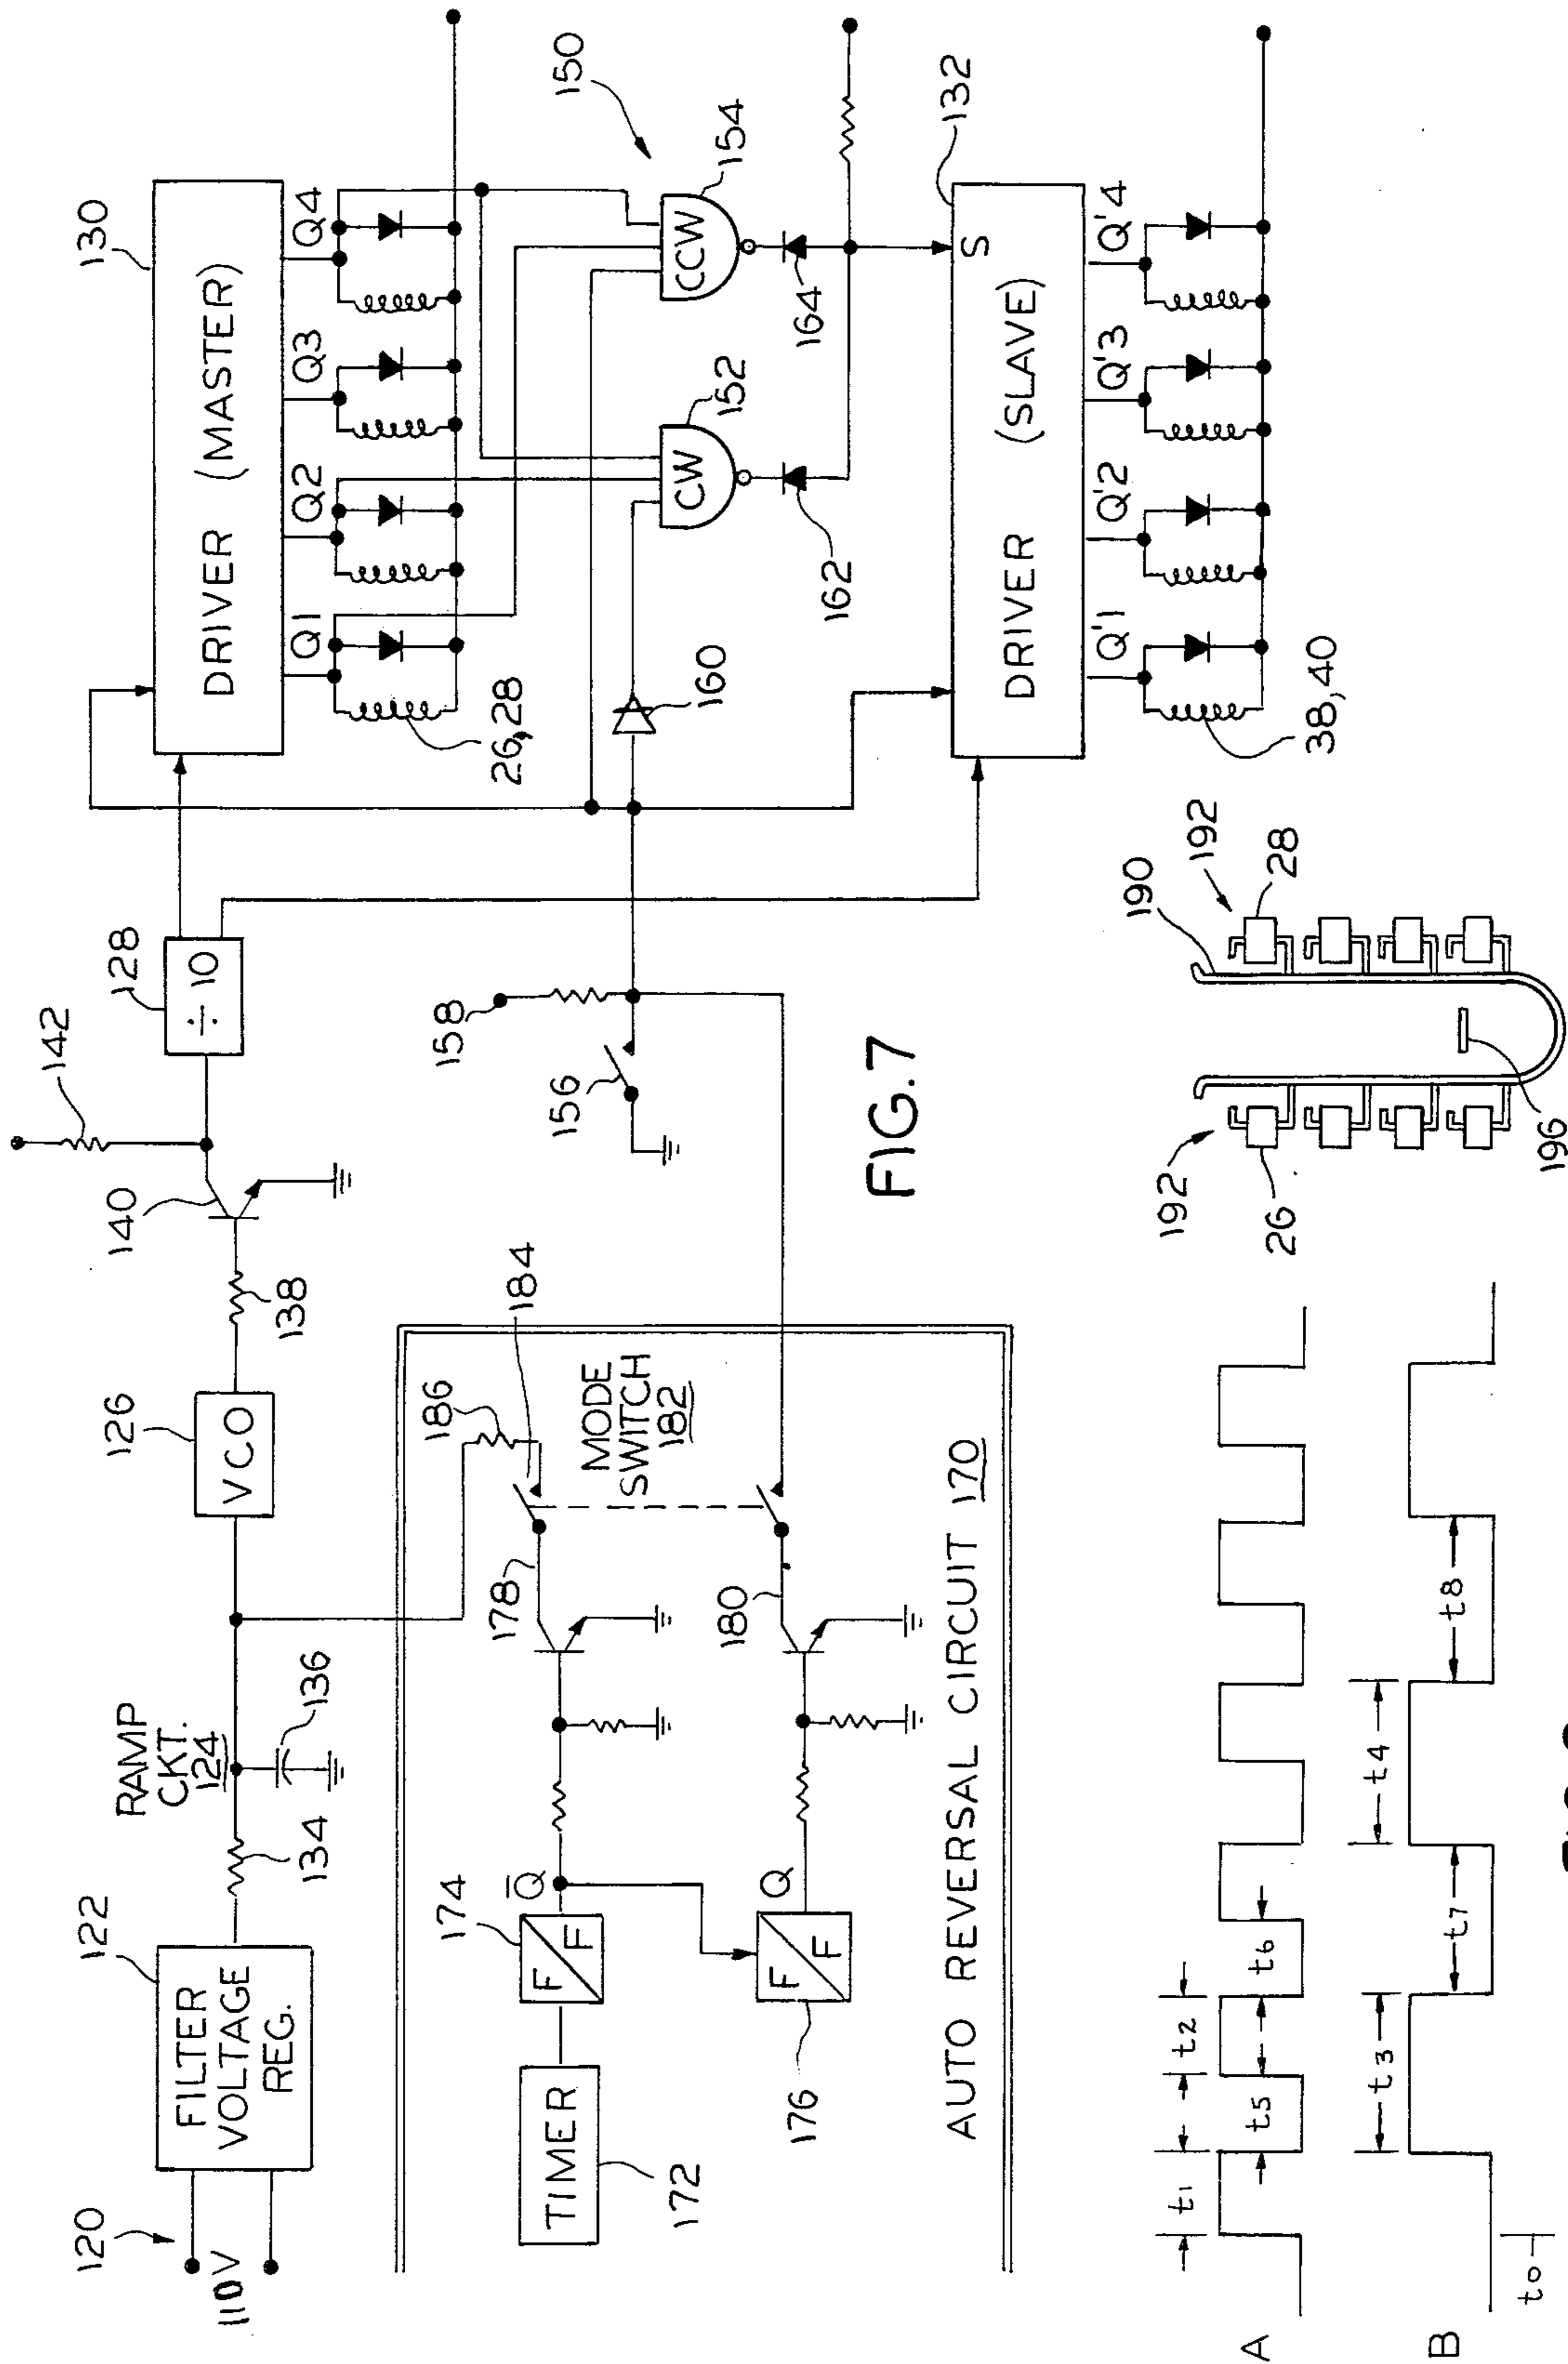 120
110V
122
FILTER
VOLTAGE
REG.
134
RAMP
CKT.
124
136
126
VCO
138
140
142
128
÷ 10
130
DRIVER (MASTER)
Q1
Q2
Q3
Q4
26, 28
150
CW
152
CCW
154
160
162
164
156
158
132
S
DRIVER (SLAVE)
Q'1
Q'2
Q'3
Q'4
38, 40
TIMER
172
174
F
F
Q̅
176
F
F
Q
178
180
MODE
SWITCH
182
184
186
AUTO REVERSAL CIRCUIT 170
FIG. 7
A
t1
t5
t2
t6
B
t0
t3
t7
t4
t8
192
26
190
192
28
196